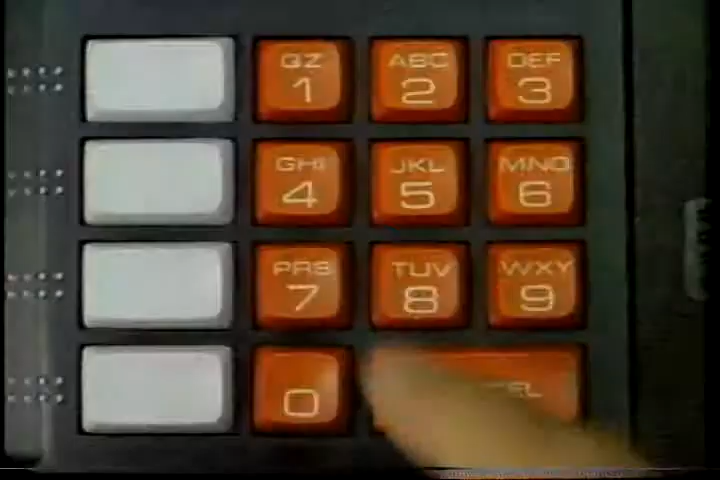 QZ ABC DEF
1 2 3
GHI JKL MNO
4 5 6
PRS TUV WXY
7 8 9
0